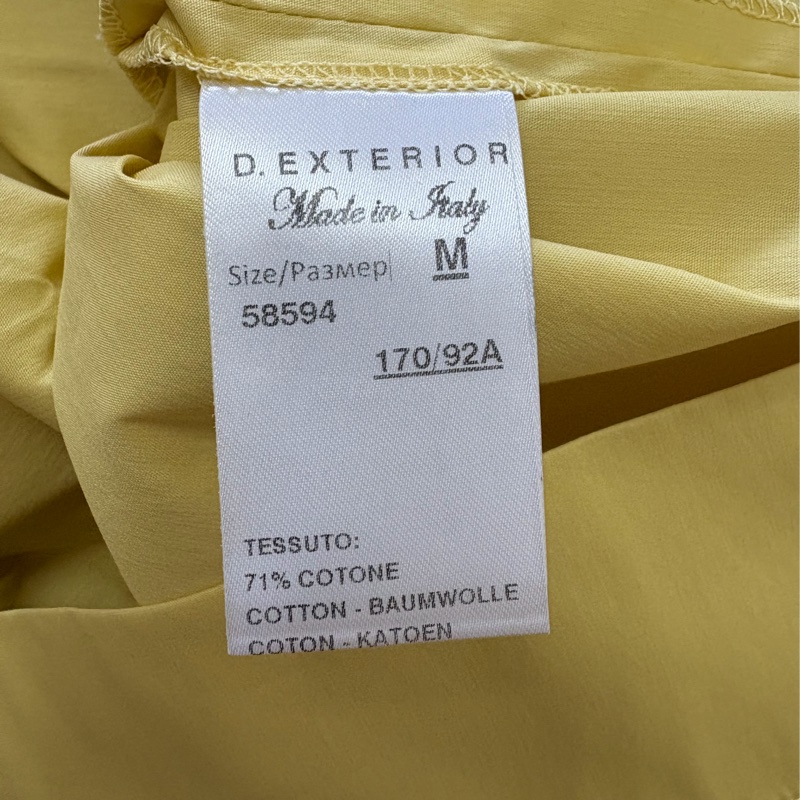 D. EXTERIOR
Made in Italy
Size/Размер M
58594
170/92A
TESSUTO:
71% COTONE
COTTON - BAUMWOLLE
COTON - KATOEN